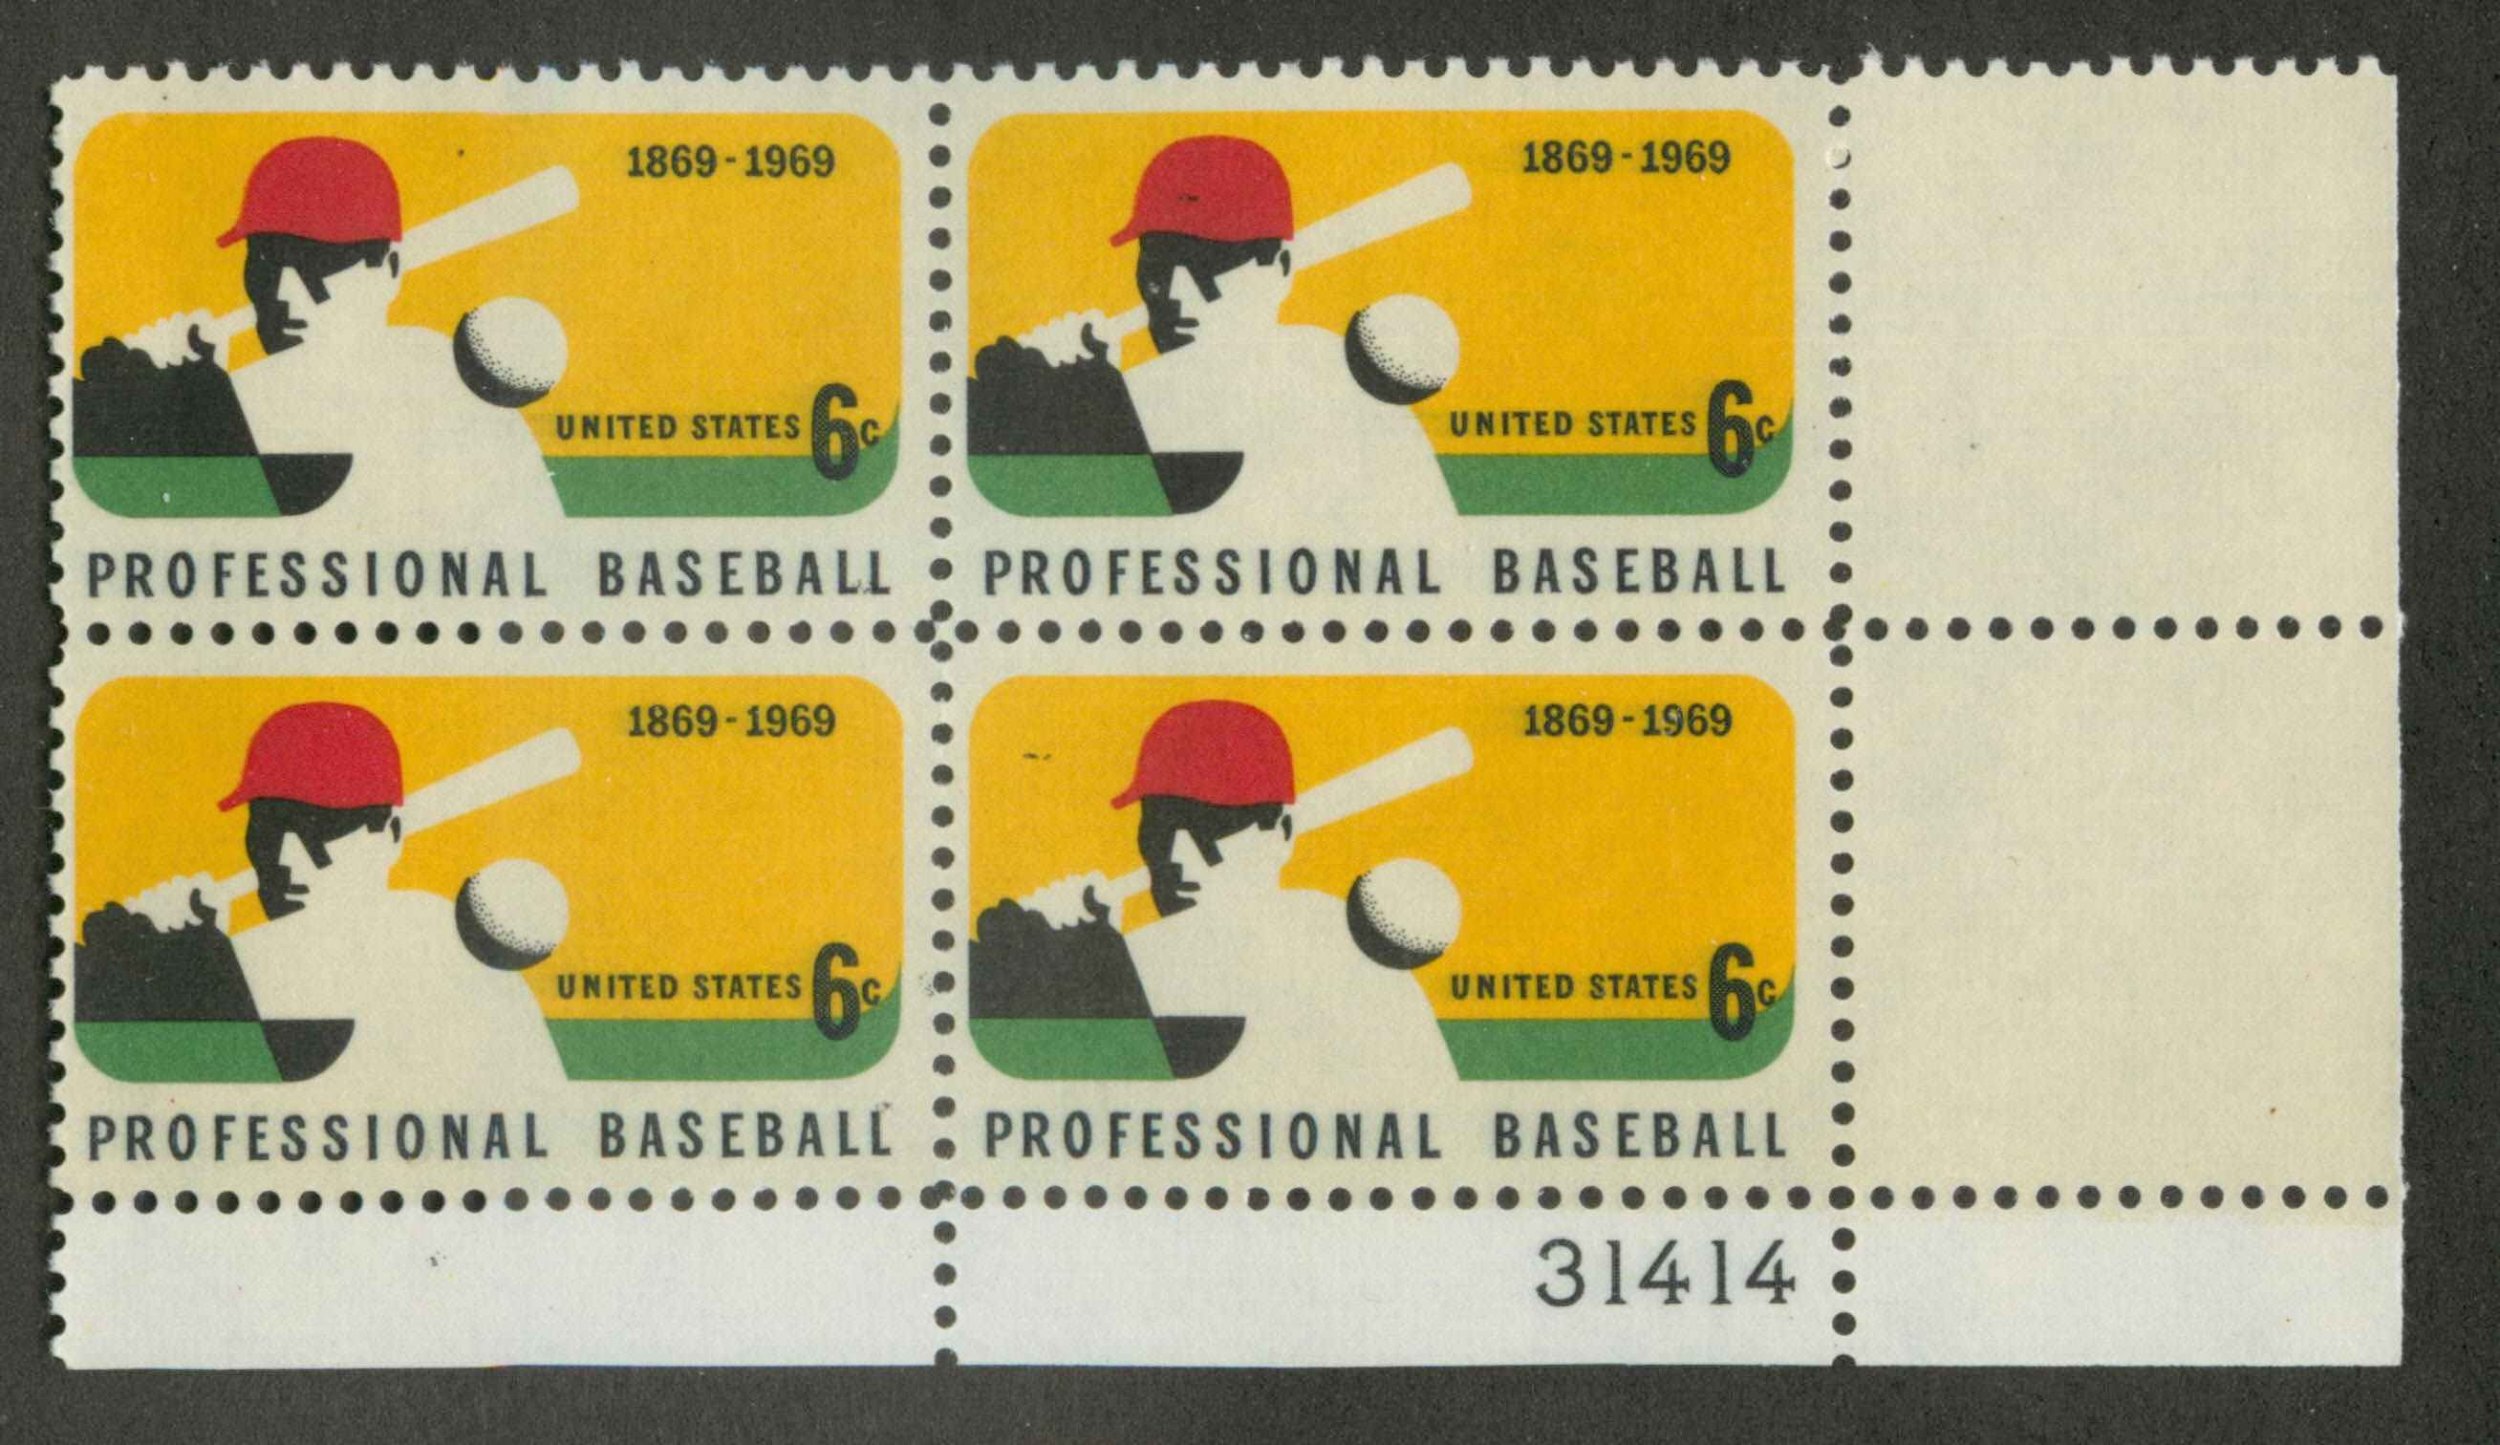 1869 - 1969
UNITED STATES 6c
PROFESSIONAL BASEBALL
1869 - 1969
UNITED STATES 6c
PROFESSIONAL BASEBALL
1869 - 1969
UNITED STATES 6c
PROFESSIONAL BASEBALL
1869 - 1969
UNITED STATES 6c
PROFESSIONAL BASEBALL
31414